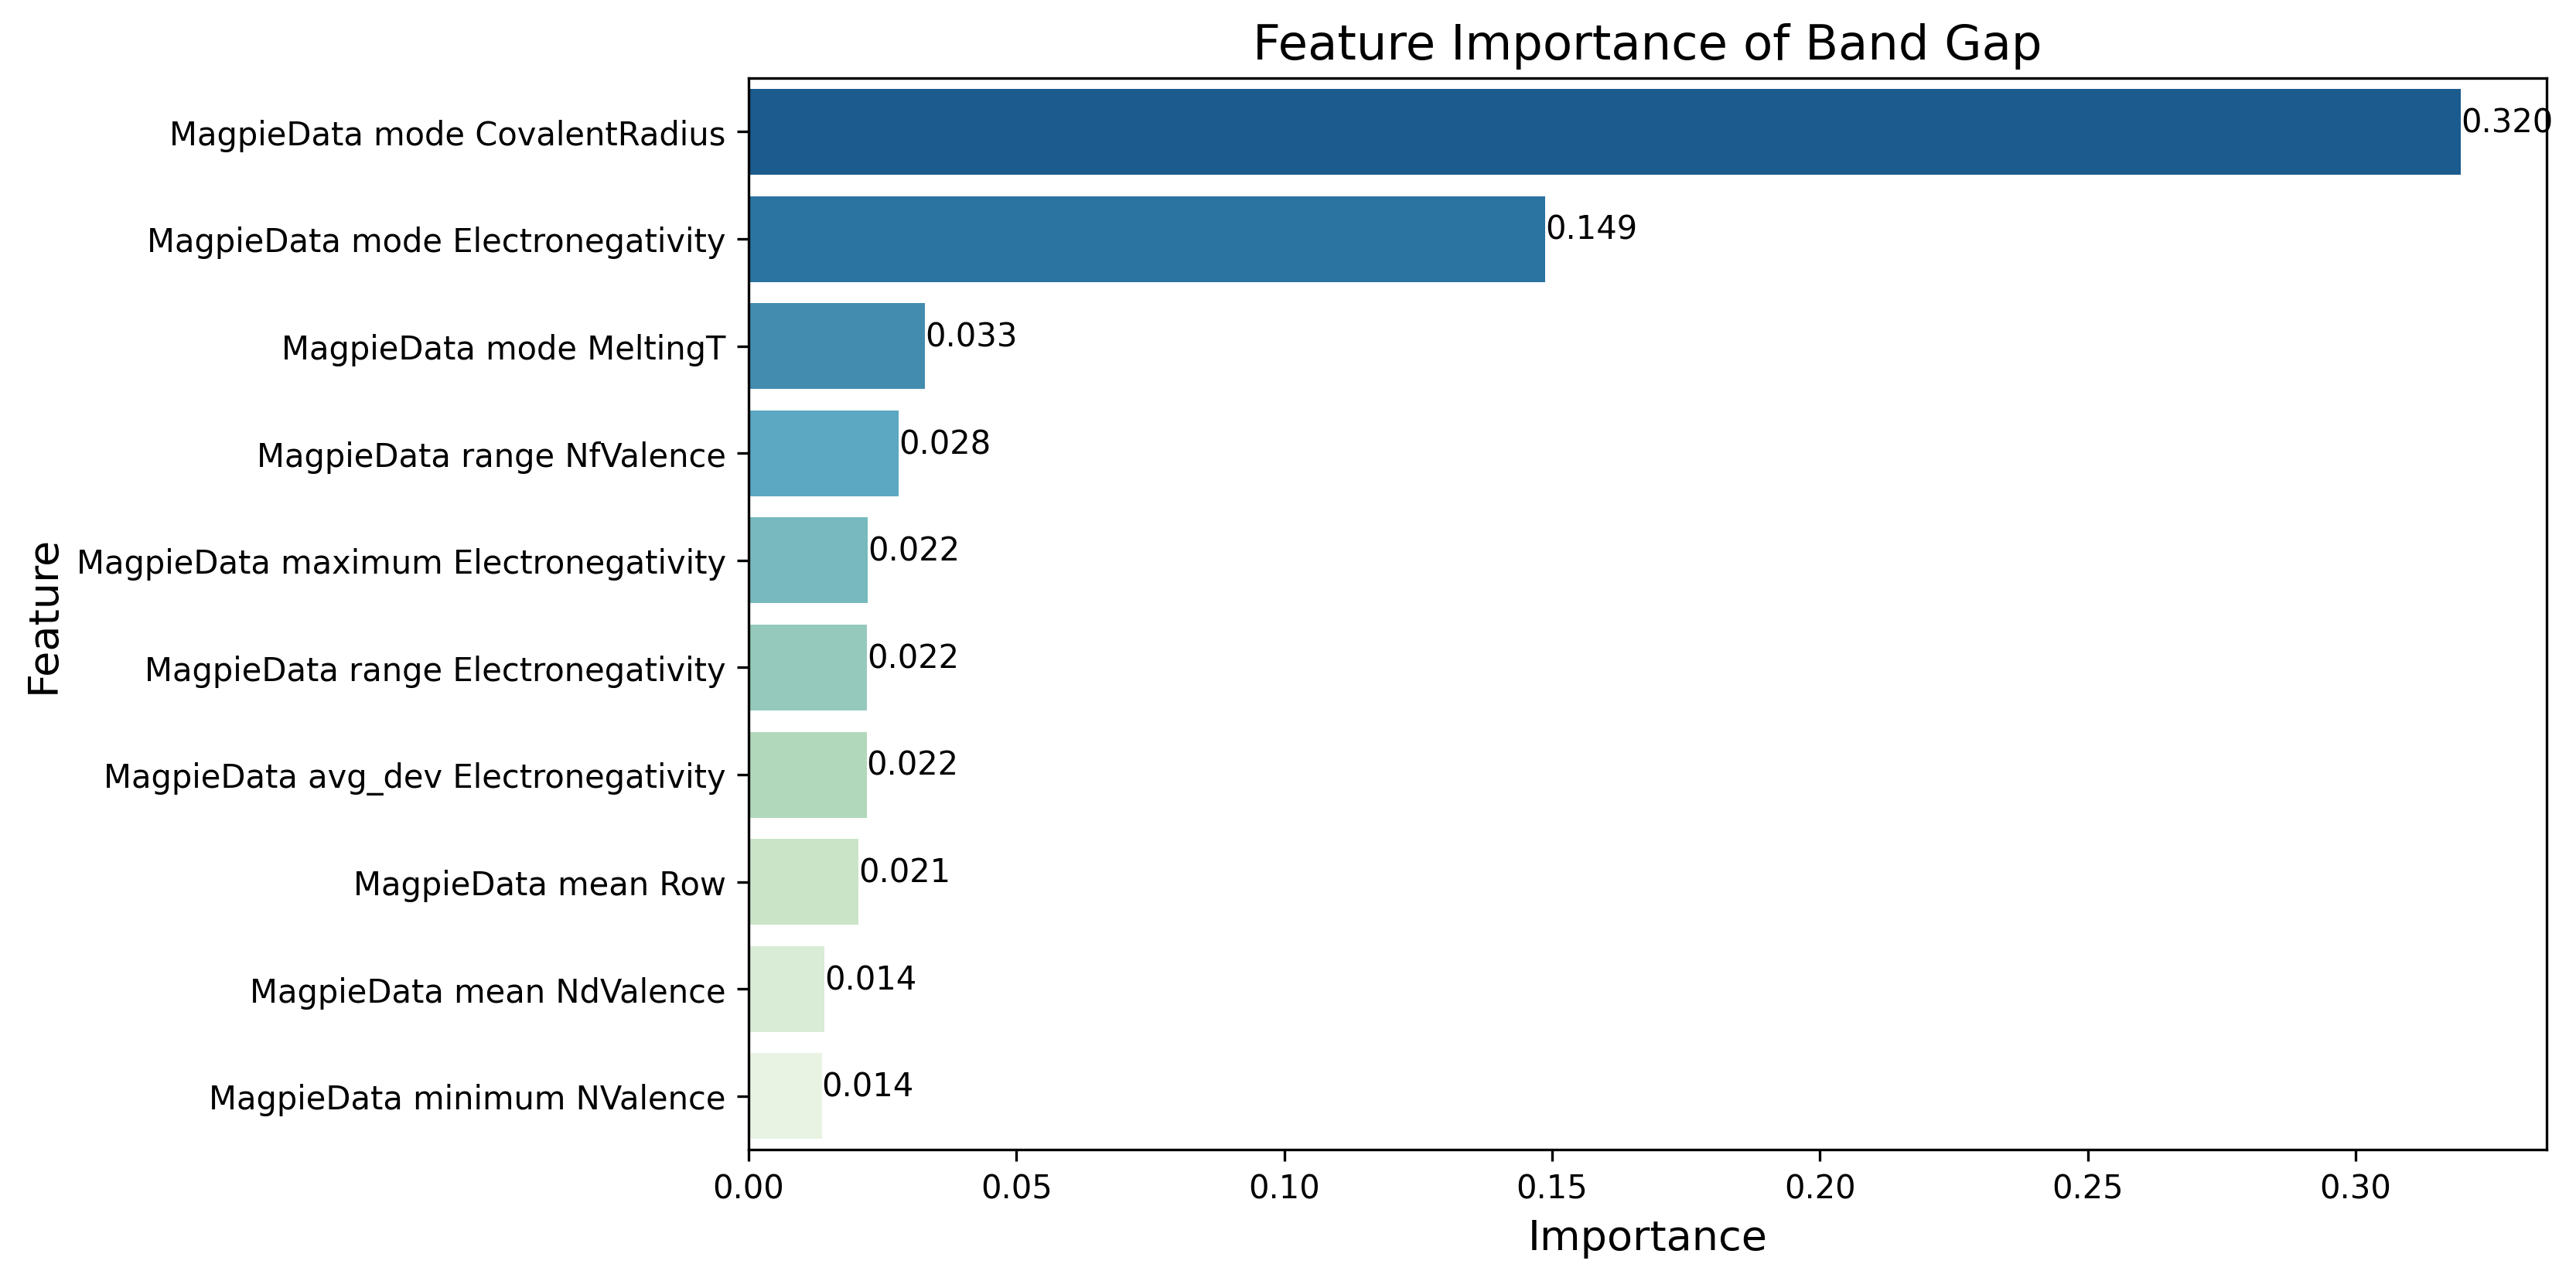 Feature Importance of Band Gap
MagpieData mode CovalentRadius
0.320
MagpieData mode Electronegativity
0.149
MagpieData mode MeltingT
0.033
MagpieData range NfValence
0.028
MagpieData maximum Electronegativity
0.022
MagpieData range Electronegativity
0.022
MagpieData avg_dev Electronegativity
0.022
MagpieData mean Row
0.021
MagpieData mean NdValence
0.014
MagpieData minimum NValence
0.014
Feature
0.00 0.05 0.10 0.15 0.20 0.25 0.30
Importance